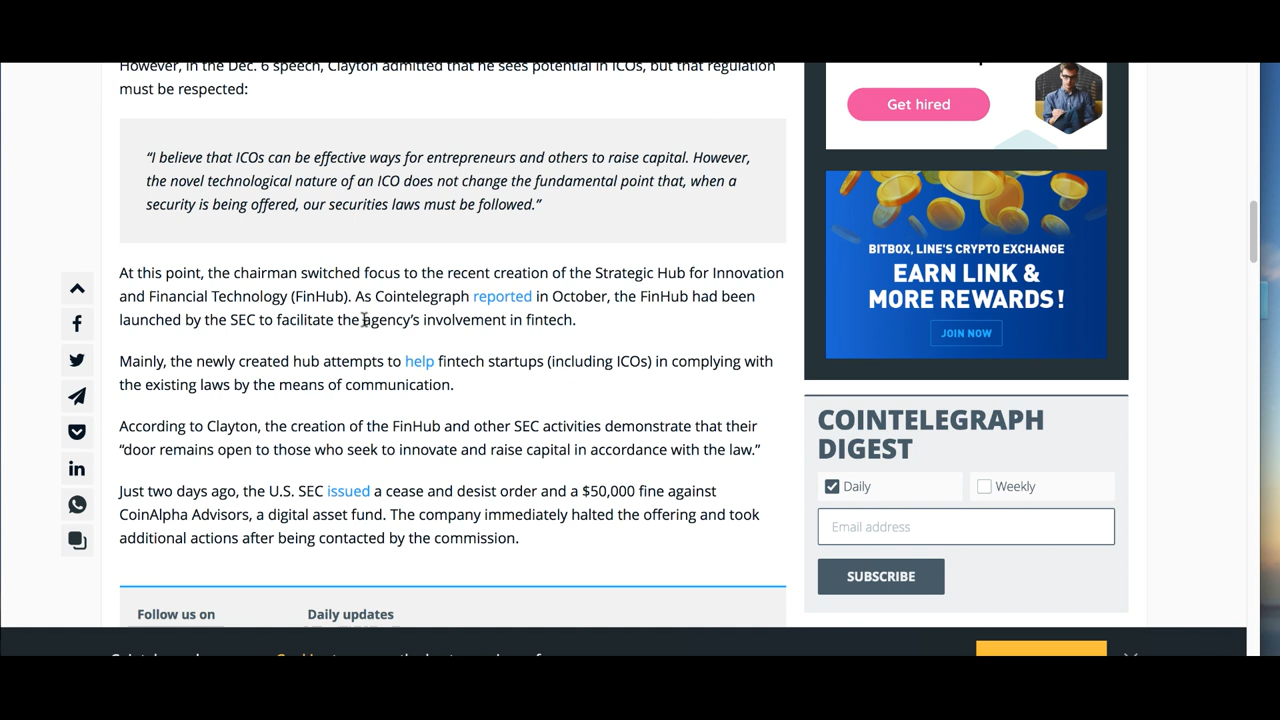 However, in the Dec. 6 speech, Clayton admitted that he sees potential in ICOs, but that regulation
must be respected:
“I believe that ICOs can be effective ways for entrepreneurs and others to raise capital. However,
the novel technological nature of an ICO does not change the fundamental point that, when a
security is being offered, our securities laws must be followed.”
At this point, the chairman switched focus to the recent creation of the Strategic Hub for Innovation
and Financial Technology (FinHub). As Cointelegraph reported in October, the FinHub had been
launched by the SEC to facilitate the agency’s involvement in fintech.
Mainly, the newly created hub attempts to help fintech startups (including ICOs) in complying with
the existing laws by the means of communication.
According to Clayton, the creation of the FinHub and other SEC activities demonstrate that their
“door remains open to those who seek to innovate and raise capital in accordance with the law.”
Just two days ago, the U.S. SEC issued a cease and desist order and a $50,000 fine against
CoinAlpha Advisors, a digital asset fund. The company immediately halted the offering and took
additional actions after being contacted by the commission.
Follow us on
Daily updates
Get hired
BITBOX, LINE'S CRYPTO EXCHANGE
EARN LINK &
MORE REWARDS!
JOIN NOW
COINTELEGRAPH
DIGEST
Daily
Weekly
Email address
SUBSCRIBE